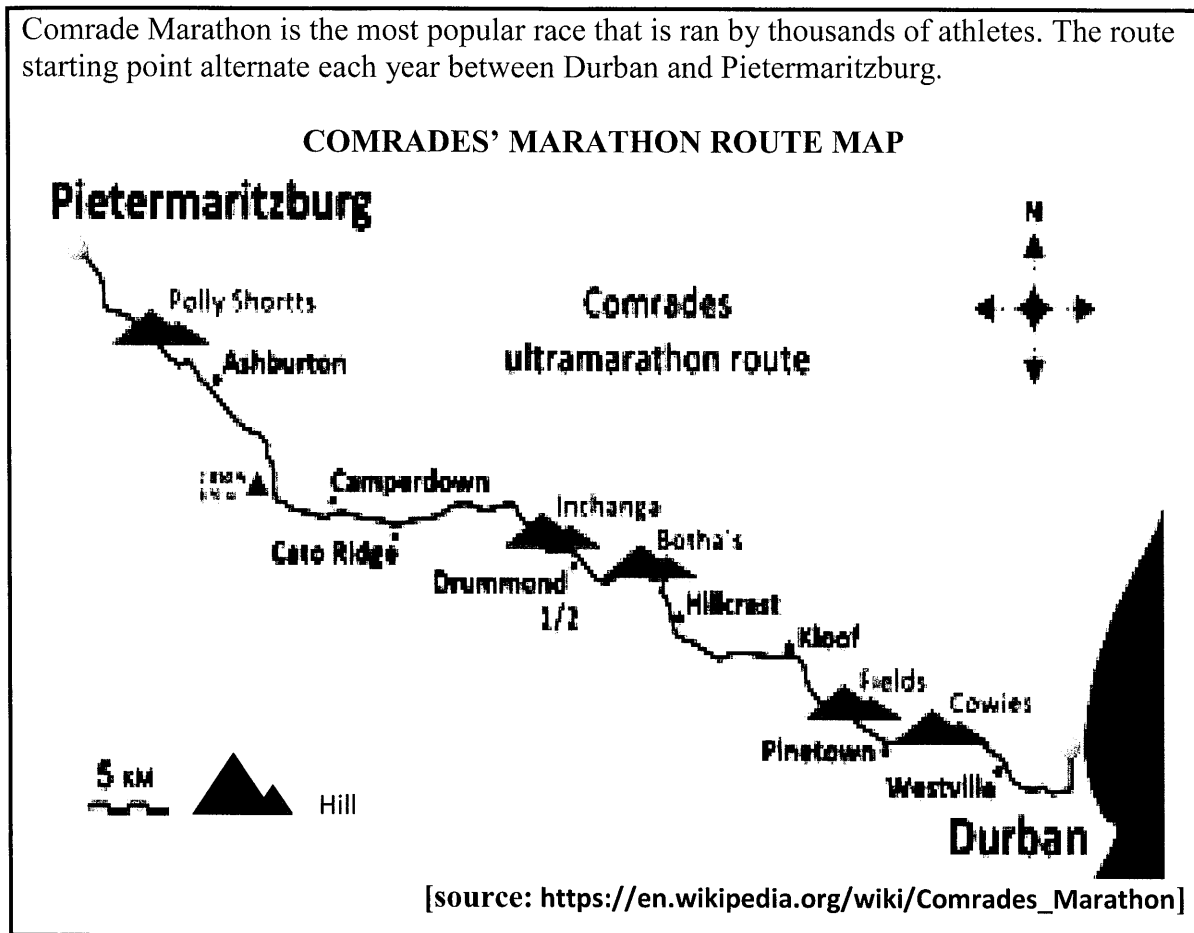 Comrade Marathon is the most popular race that is ran by thousands of athletes. The route
starting point alternate each year between Durban and Pietermaritzburg.
COMRADES’ MARATHON ROUTE MAP
Pietermaritzburg
N
Polly Shortts
Comrades
ultramarathon route
Ashburton
Camperdown
Inchanga
Cato Ridge
Botha's
Drummond
1/2
Hillcrest
Kloof
Fields
Cowies
Pinetown
Westville
5 KM
Hill
Durban
[source: https://en.wikipedia.org/wiki/Comrades_Marathon]